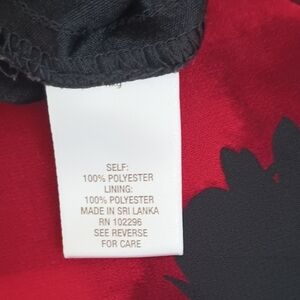 SELF:
100% POLYESTER
LINING:
100% POLYESTER
MADE IN SRI LANKA
RN 102296
SEE REVERSE
FOR CARE